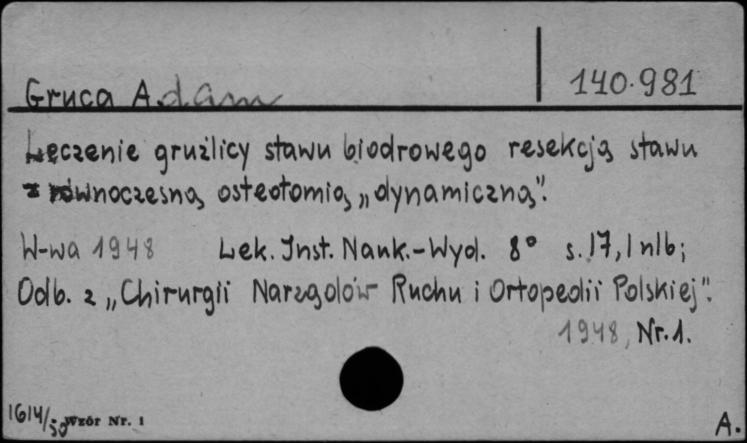 Gruca Adam 140.981
Leczenie gruźlicy stawu biodrowego resekcją stawu
z równoczesną osteotomią „dynamiczną”.
W-wa 1948 Lek. Inst. Nauk.-Wyd. 8° s. 17, 1 nlb;
Odb. z „Chirurgii Narządów Ruchu i Ortopedii Polskiej”.
1948, Nr. 1.
1614/50 Wzór Nr. 1 A.